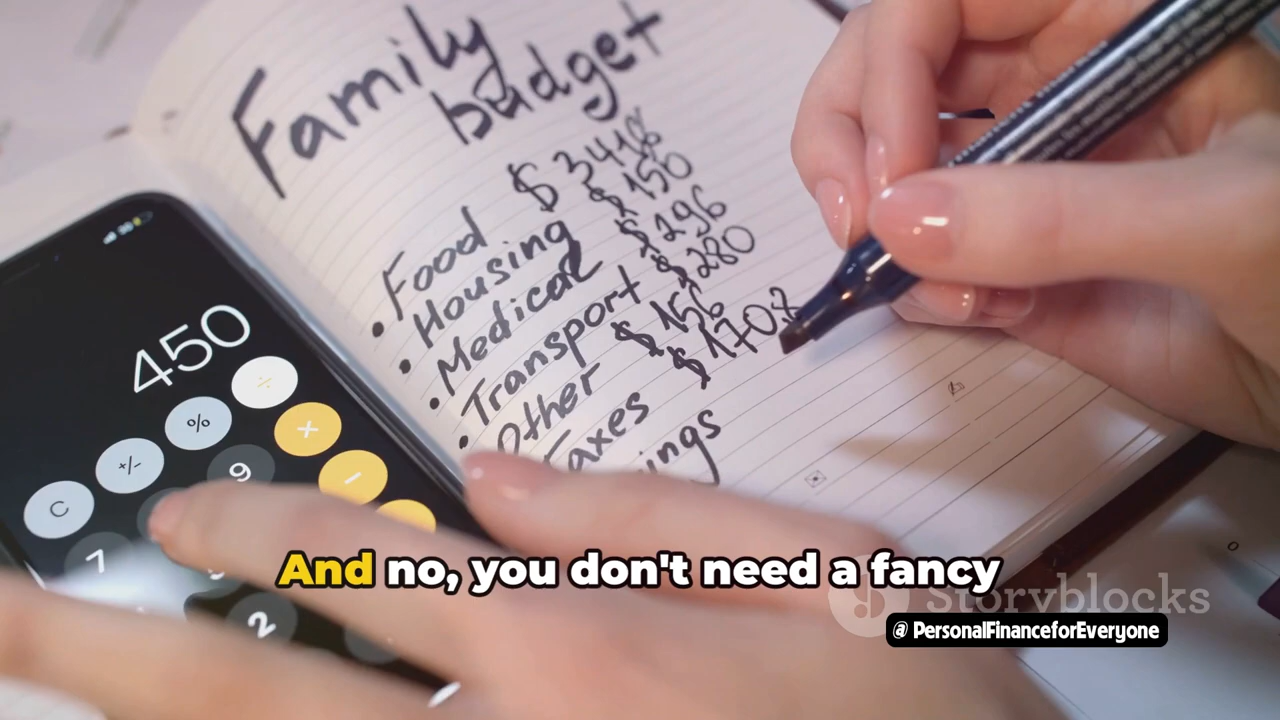 Family
budget
Food $ 3418
• Housing $ 150
• Medical $ 296
Transport $ 280
• Other $ 156
Taxes $ 1708
ings
450
÷
% ×
+/- 9 −
C
7
2
And no, you don't need a fancy
Storyblocks
@ PersonalFinanceforEveryone